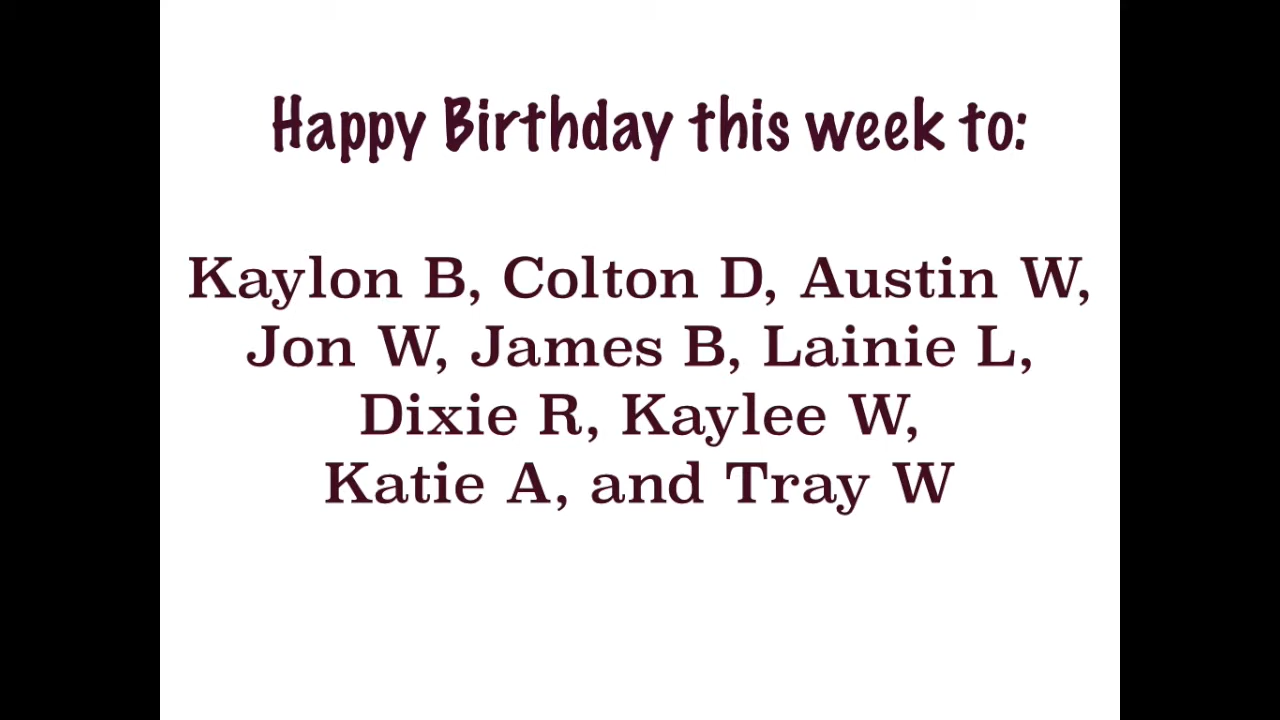 Happy Birthday this week to:
Kaylon B, Colton D, Austin W,
Jon W, James B, Lainie L,
Dixie R, Kaylee W,
Katie A, and Tray W